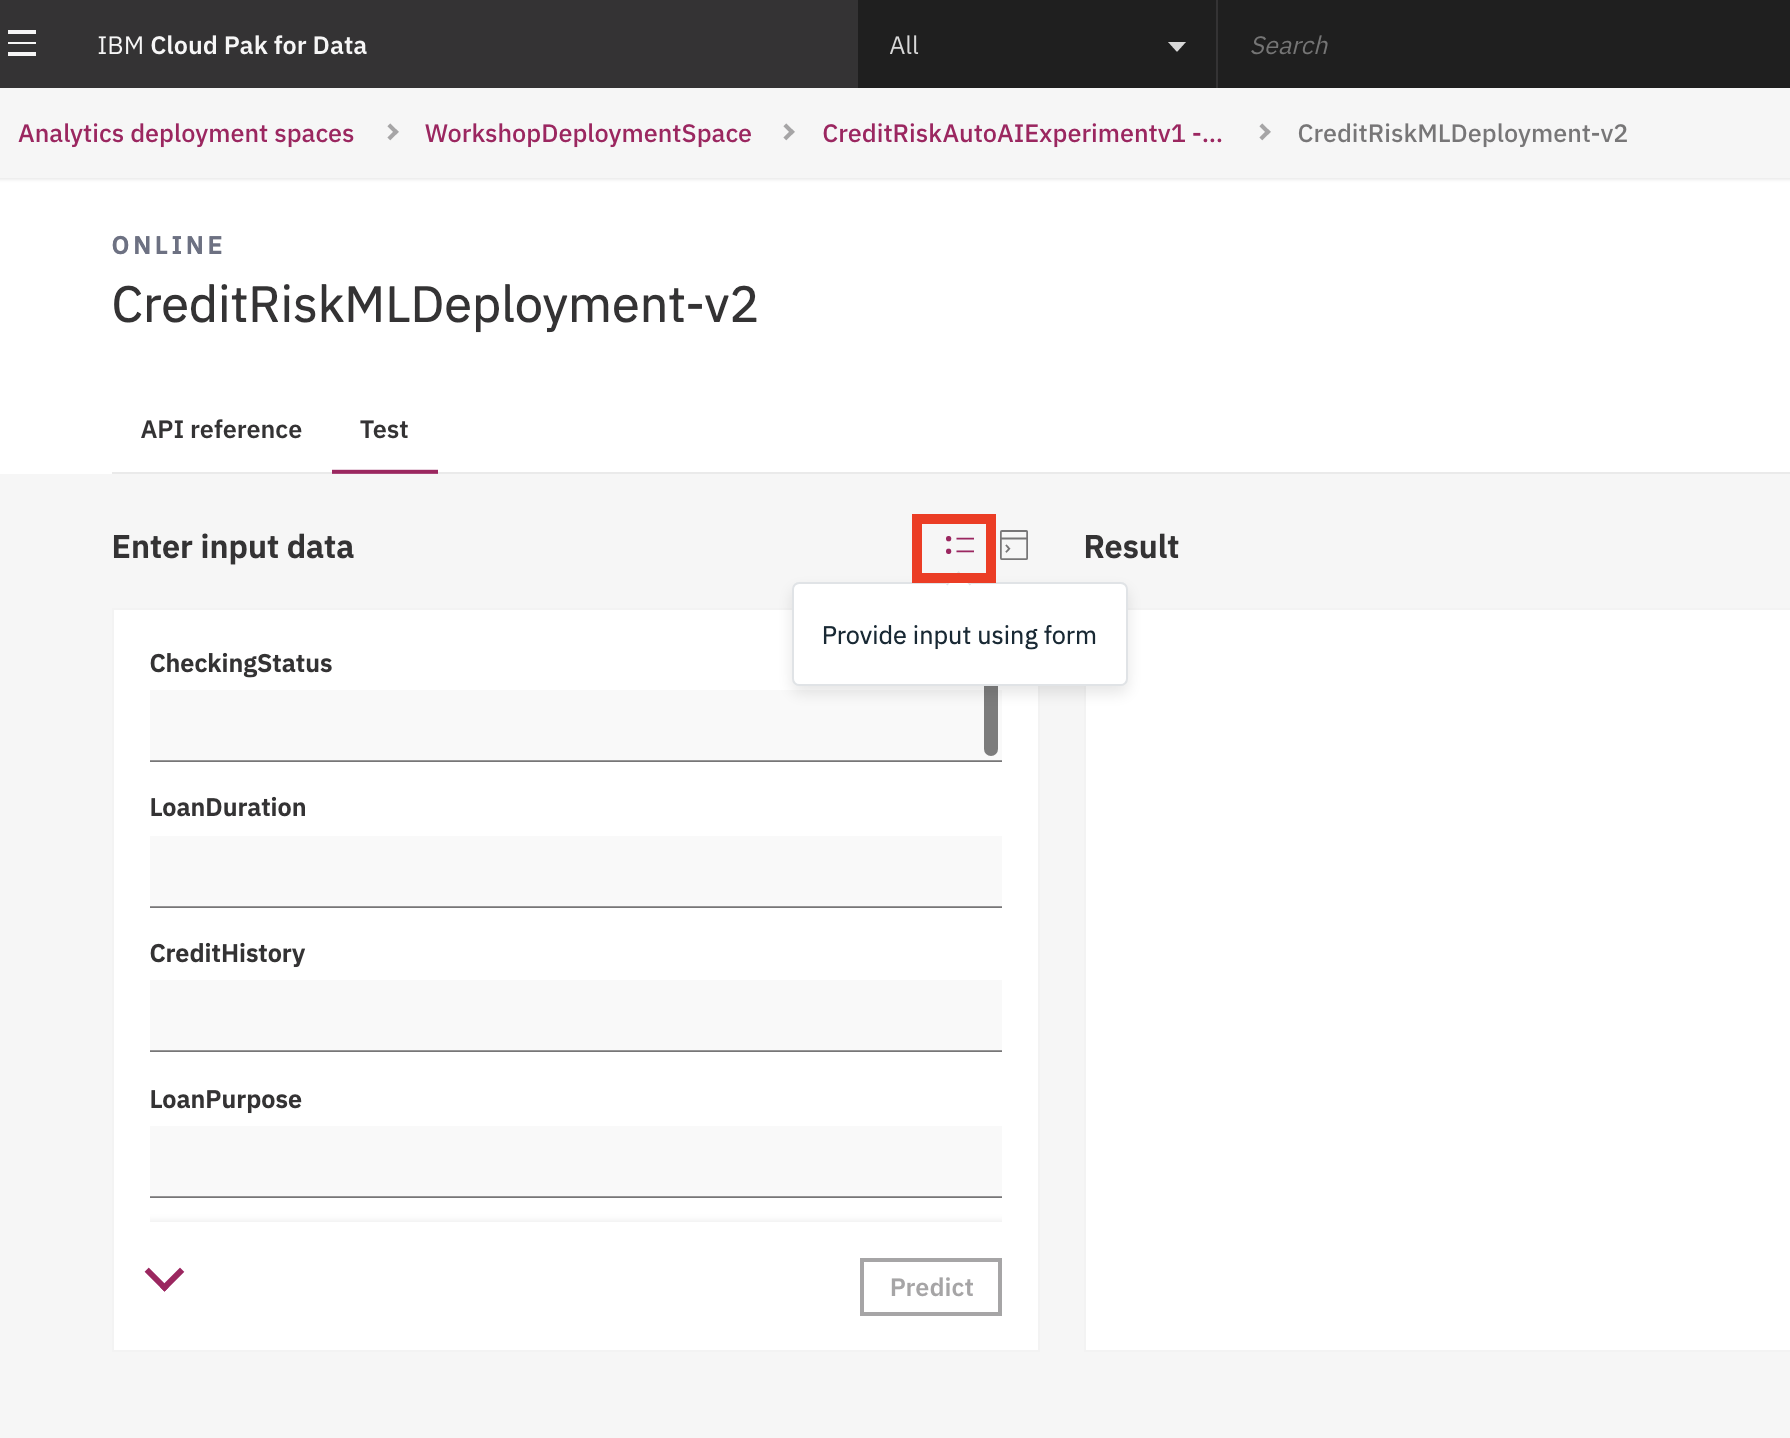 IBM Cloud Pak for Data
All
Search
Analytics deployment spaces
WorkshopDeploymentSpace
CreditRiskAutoAIExperimentv1 -...
CreditRiskMLDeployment-v2
ONLINE
CreditRiskMLDeployment-v2
API reference
Test
Enter input data
Result
Provide input using form
CheckingStatus
LoanDuration
CreditHistory
LoanPurpose
Predict